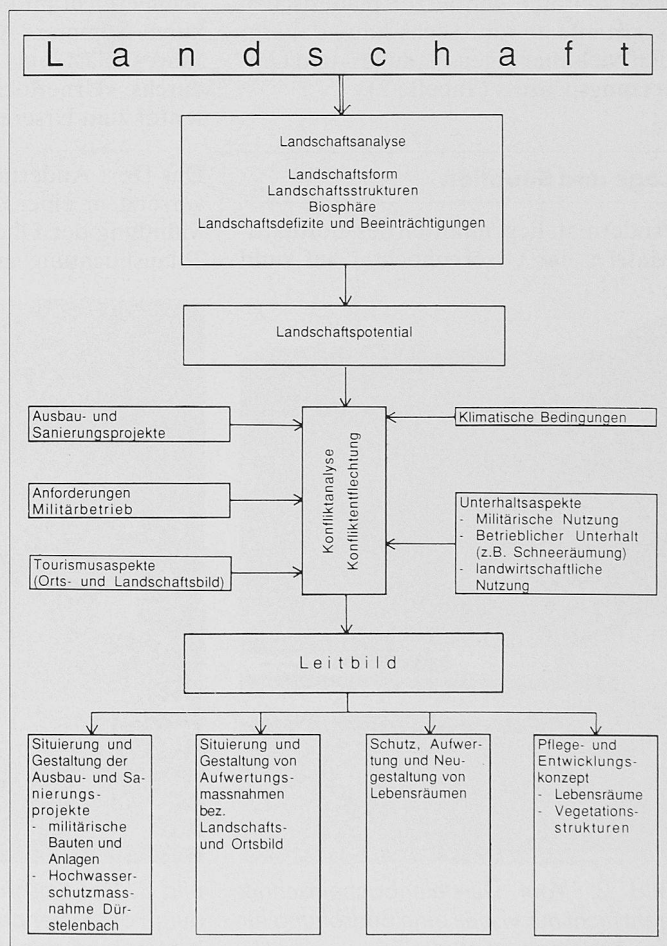 Landschaft
Landschaftsanalyse
Landschaftsform
Landschaftsstrukturen
Biosphäre
Landschaftsdefizite und Beeinträchtigungen
Landschaftspotential
Ausbau- und
Sanierungsprojekte
Anforderungen
Militärbetrieb
Tourismusaspekte
(Orts- und Landschaftsbild)
Konfliktanalyse
Konfliktentflechtung
Klimatische Bedingungen
Unterhaltsaspekte
- Militärische Nutzung
- Betrieblicher Unterhalt
(z.B. Schneeräumung)
- landwirtschaftliche
Nutzung
Leitbild
Situierung und
Gestaltung der
Ausbau- und Sa-
nierungs-
projekte
- militärische
Bauten und
Anlagen
- Hochwasser-
schutzmass-
nahme Dür-
stelenbach
Situierung und
Gestaltung von
Aufwertungs-
massnahmen
bez.
Landschafts-
und Ortsbild
Schutz, Aufwer-
tung und Neu-
gestaltung von
Lebensräumen
Pflege- und
Entwicklungs-
konzept
- Lebensräume
- Vegetations-
strukturen